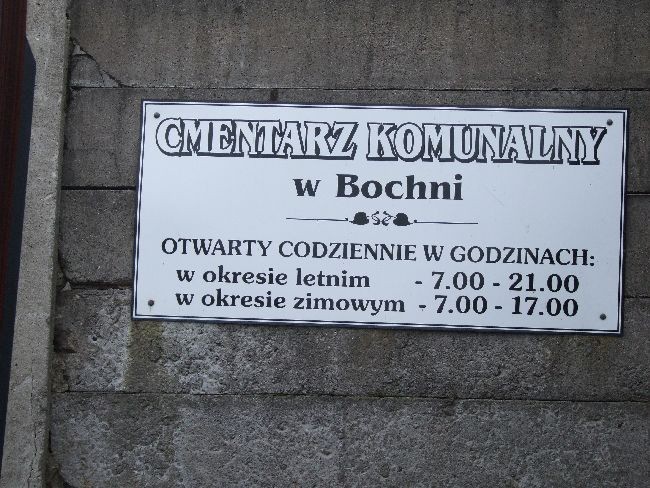 CMENTARZ KOMUNALNY
w Bochni
OTWARTY CODZIENNIE W GODZINACH:
w okresie letnim - 7.00 - 21.00
w okresie zimowym - 7.00 - 17.00